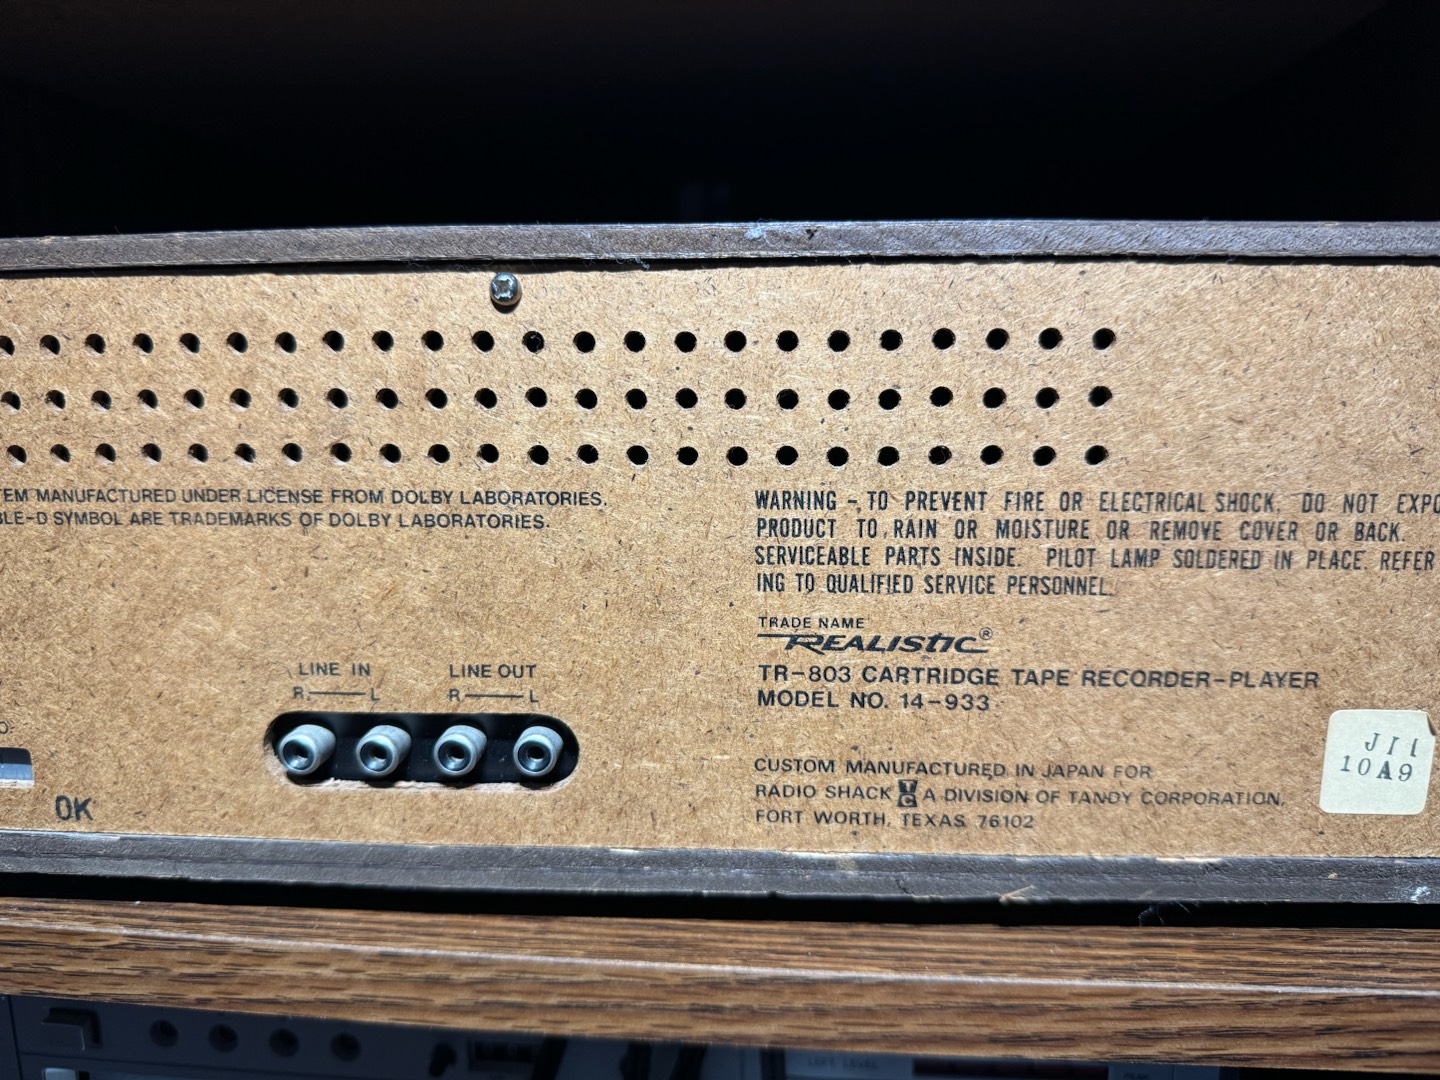 TEM MANUFACTURED UNDER LICENSE FROM DOLBY LABORATORIES.
BLE-D SYMBOL ARE TRADEMARKS OF DOLBY LABORATORIES.
WARNING – TO PREVENT FIRE OR ELECTRICAL SHOCK, DO NOT EXPO
PRODUCT TO RAIN OR MOISTURE OR REMOVE COVER OR BACK.
SERVICEABLE PARTS INSIDE. PILOT LAMP SOLDERED IN PLACE. REFER
ING TO QUALIFIED SERVICE PERSONNEL.
TRADE NAME
REALISTIC®
TR-803 CARTRIDGE TAPE RECORDER-PLAYER
MODEL NO. 14-933
LINE IN LINE OUT
R L R L
O.
OK
CUSTOM MANUFACTURED IN JAPAN FOR
RADIO SHACK TC A DIVISION OF TANDY CORPORATION,
FORT WORTH, TEXAS 76102
10A9